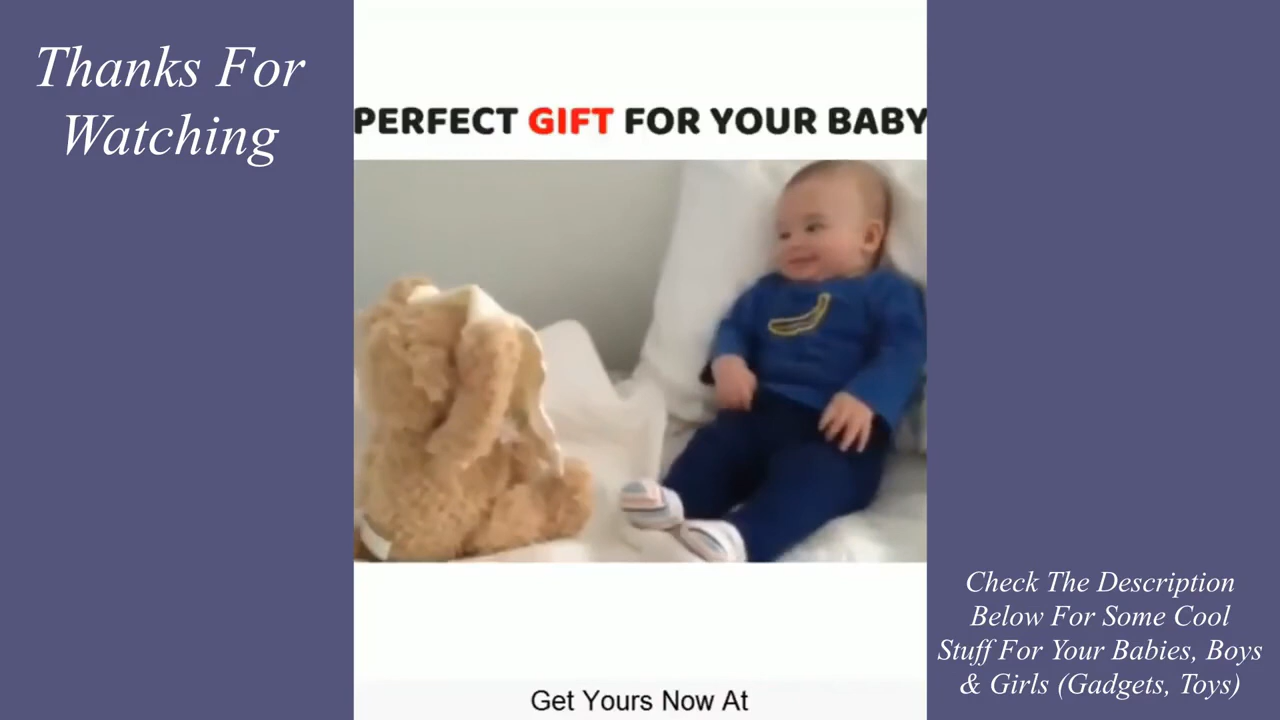 Thanks For
Watching
PERFECT GIFT FOR YOUR BABY
Get Yours Now At
Check The Description
Below For Some Cool
Stuff For Your Babies, Boys
& Girls (Gadgets, Toys)